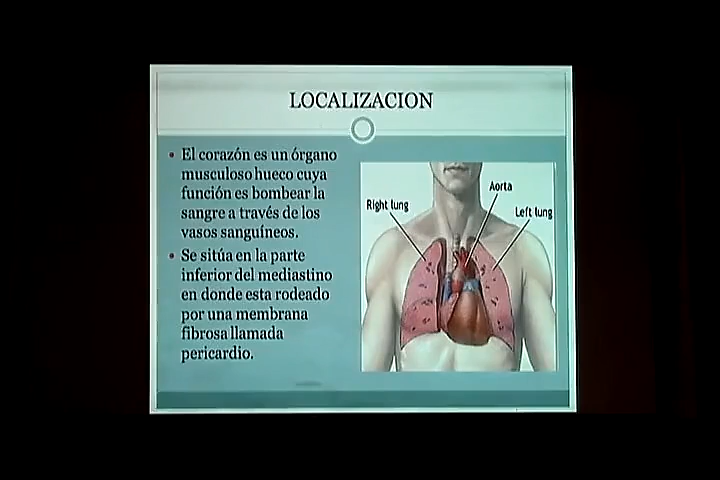 LOCALIZACION
• El corazón es un órgano
musculoso hueco cuya
función es bombear la
sangre a través de los
vasos sanguíneos.
• Se sitúa en la parte
inferior del mediastino
en donde esta rodeado
por una membrana
fibrosa llamada
pericardio.
Right lung
Aorta
Left lung